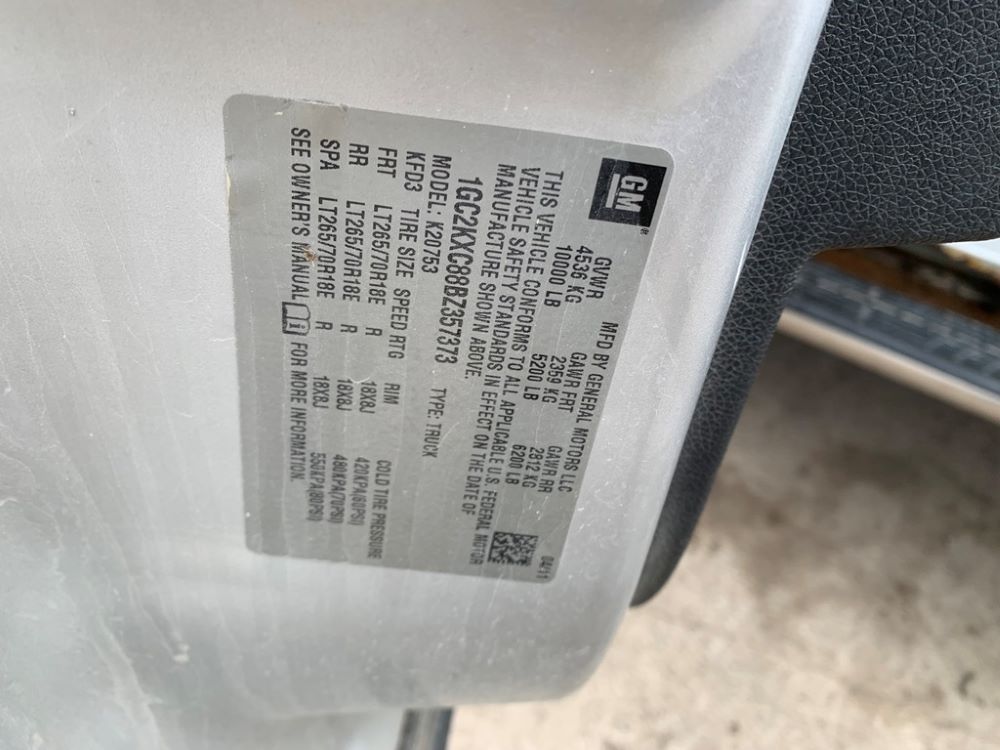 GM®
MFD BY GENERAL MOTORS LLC 04/11
GVWR GAWR FRT GAWR RR
4536 KG 2359 KG 2812 KG
10000 LB 5200 LB 6200 LB
THIS VEHICLE CONFORMS TO ALL APPLICABLE U.S. FEDERAL MOTOR
VEHICLE SAFETY STANDARDS IN EFFECT ON THE DATE OF
MANUFACTURE SHOWN ABOVE.
1GC2KXC88BZ357373 TYPE: TRUCK
MODEL: K20753
KFD3 TIRE SIZE SPEED RTG RIM COLD TIRE PRESSURE
FRT LT265/70R18E R 18X8J 420KPA(60PSI)
RR LT265/70R18E R 18X8J 480KPA(70PSI)
SPA LT265/70R18E R 18X8J 550KPA(80PSI)
SEE OWNER'S MANUAL i FOR MORE INFORMATION.